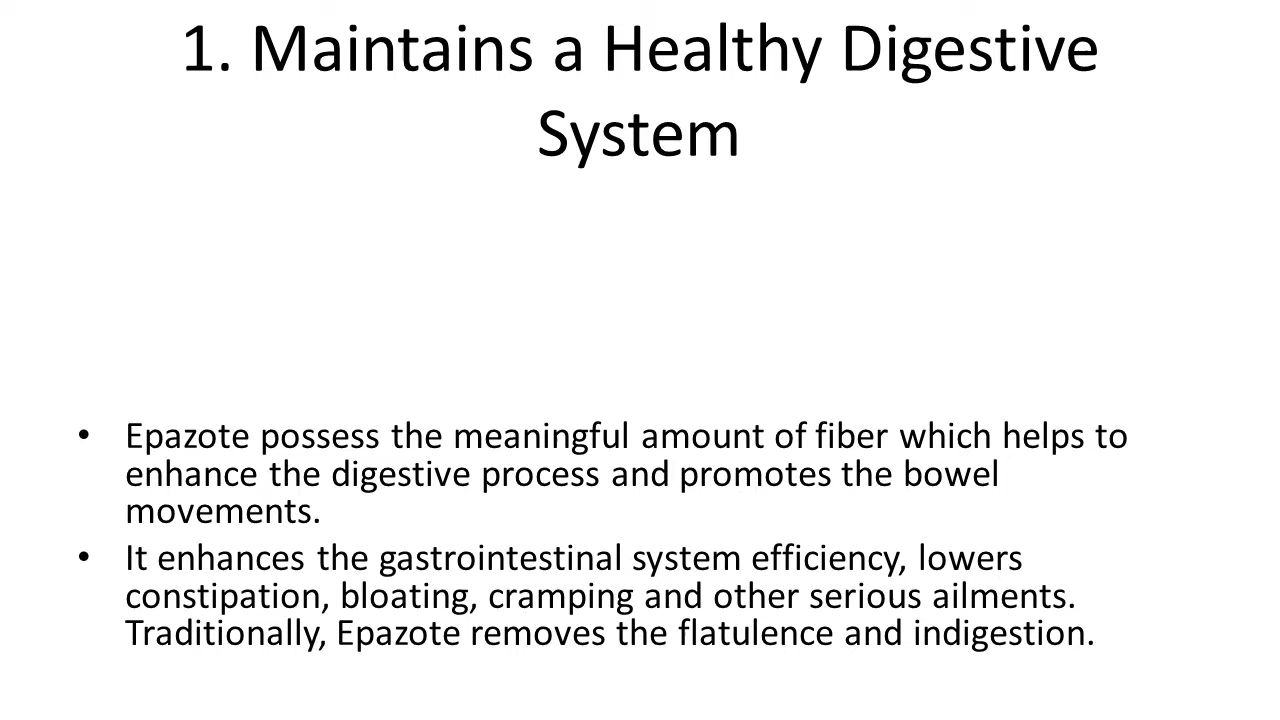 1. Maintains a Healthy Digestive
System
• Epazote possess the meaningful amount of fiber which helps to
enhance the digestive process and promotes the bowel
movements.
• It enhances the gastrointestinal system efficiency, lowers
constipation, bloating, cramping and other serious ailments.
Traditionally, Epazote removes the flatulence and indigestion.